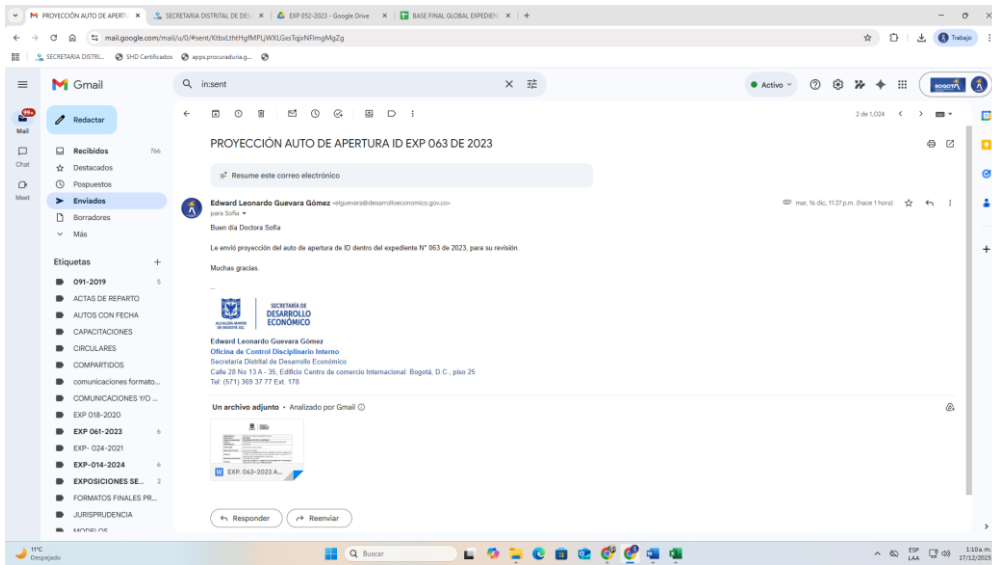 PROYECCIÓN AUTO DE APERTU
SECRETARIA DISTRITAL DE DES
EXP 052-2023 - Google Drive
BASE FINAL GLOBAL EXPEDIEN
mail.google.com/mail/u/0/#sent/
Trabajo
SECRETARIA DISTRI...
SHD Certificados
apps.procuraduria.g...
Gmail
in:sent
Activo
BOGOTÁ
99+
Mail
Chat
Meet
Redactar
Recibidos 766
Destacados
Pospuestos
Enviados
Borradores
Más
Etiquetas
091-2019 5
ACTAS DE REPARTO
AUTOS CON FECHA
CAPACITACIONES
CIRCULARES
COMPARTIDOS
comunicaciones formato...
COMUNICACIONES Y/O ...
EXP 018-2020
EXP 061-2023 6
EXP- 024-2021
EXP-014-2024 6
EXPOSICIONES SE... 2
FORMATOS FINALES PR...
JURISPRUDENCIA
MODELOS
2 de 1,024
PROYECCIÓN AUTO DE APERTURA ID EXP 063 DE 2023
Resume este correo electrónico
Edward Leonardo Guevara Gómez <elguevara@desarrolloeconomico.gov.co>
mar, 16 dic, 11:27 p.m. (hace 1 hora)
para Sofia
Buen día Doctora Sofia
Le envió proyección del auto de apertura de ID dentro del expediente N° 063 de 2023, para su revisión.
Muchas gracias.
--
ALCALDÍA MAYOR
DE BOGOTÁ D.C.
SECRETARÍA DE
DESARROLLO
ECONÓMICO
Edward Leonardo Guevara Gómez
Oficina de Control Disciplinario Interno
Secretaría Distrital de Desarrollo Económico
Calle 28 No 13 A - 35, Edificio Centro de comercio Internacional. Bogotá, D.C., piso 25
Tel: (571) 369 37 77 Ext. 178
Un archivo adjunto • Analizado por Gmail
EXP. 063-2023 A...
Responder
Reenviar
11°C
Despejado
Buscar
ESP
LAA
1:10 a.m.
17/12/2025